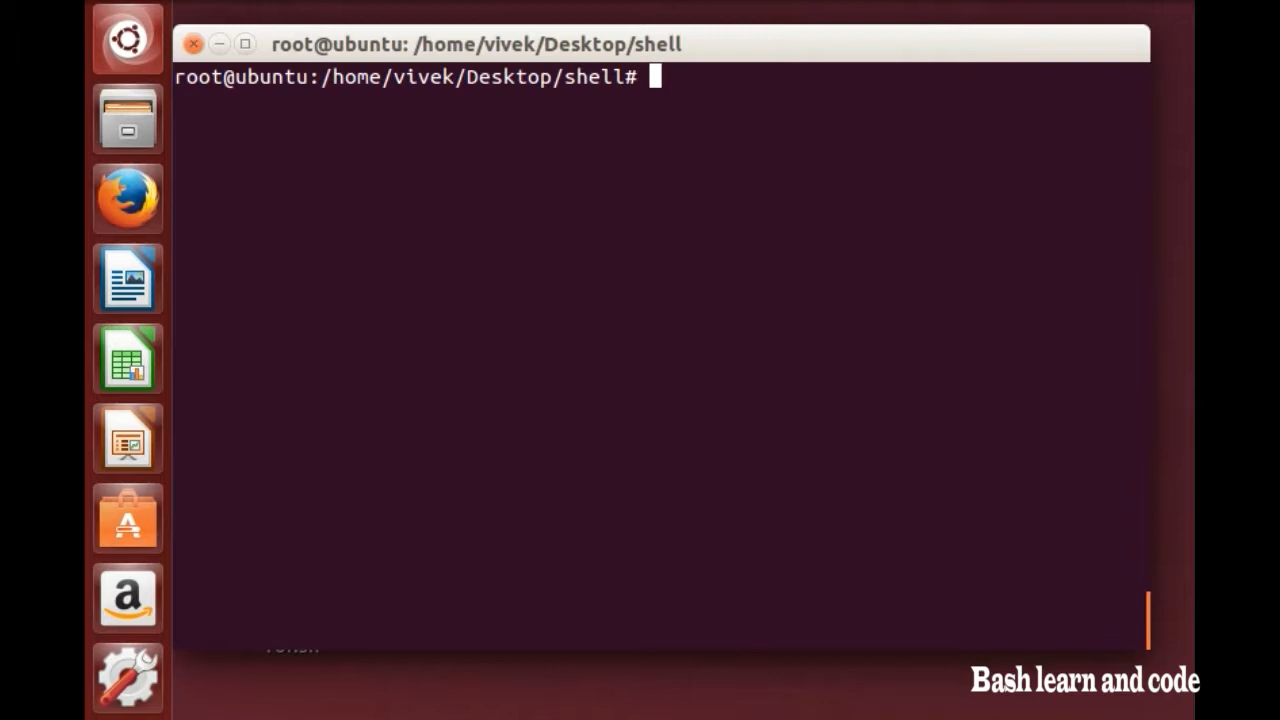 root@ubuntu: /home/vivek/Desktop/shell
root@ubuntu:/home/vivek/Desktop/shell#
Bash learn and code